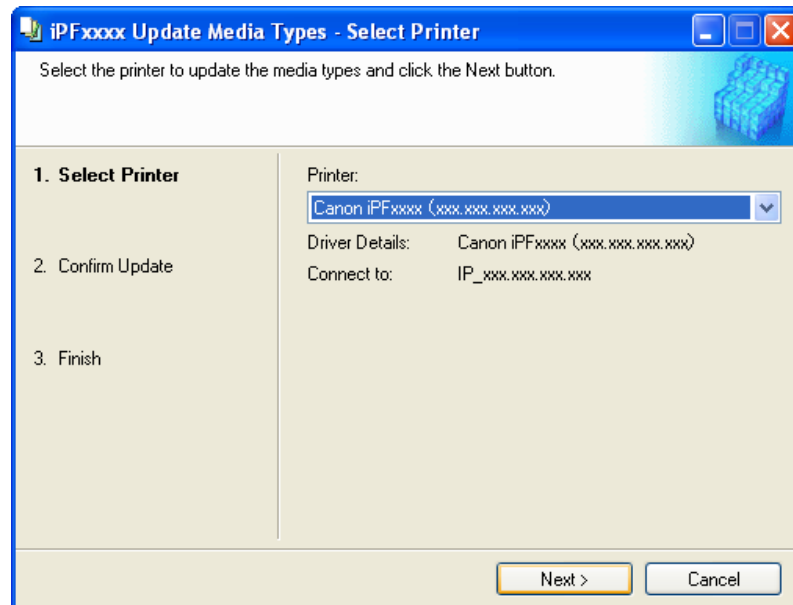 iPFxxxx Update Media Types - Select Printer
Select the printer to update the media types and click the Next button.
1. Select Printer
2. Confirm Update
3. Finish
Printer:
Canon iPFxxxx (xxx.xxx.xxx.xxx)
Driver Details: Canon iPFxxxx (xxx.xxx.xxx.xxx)
Connect to: IP_xxx.xxx.xxx.xxx
Next >
Cancel